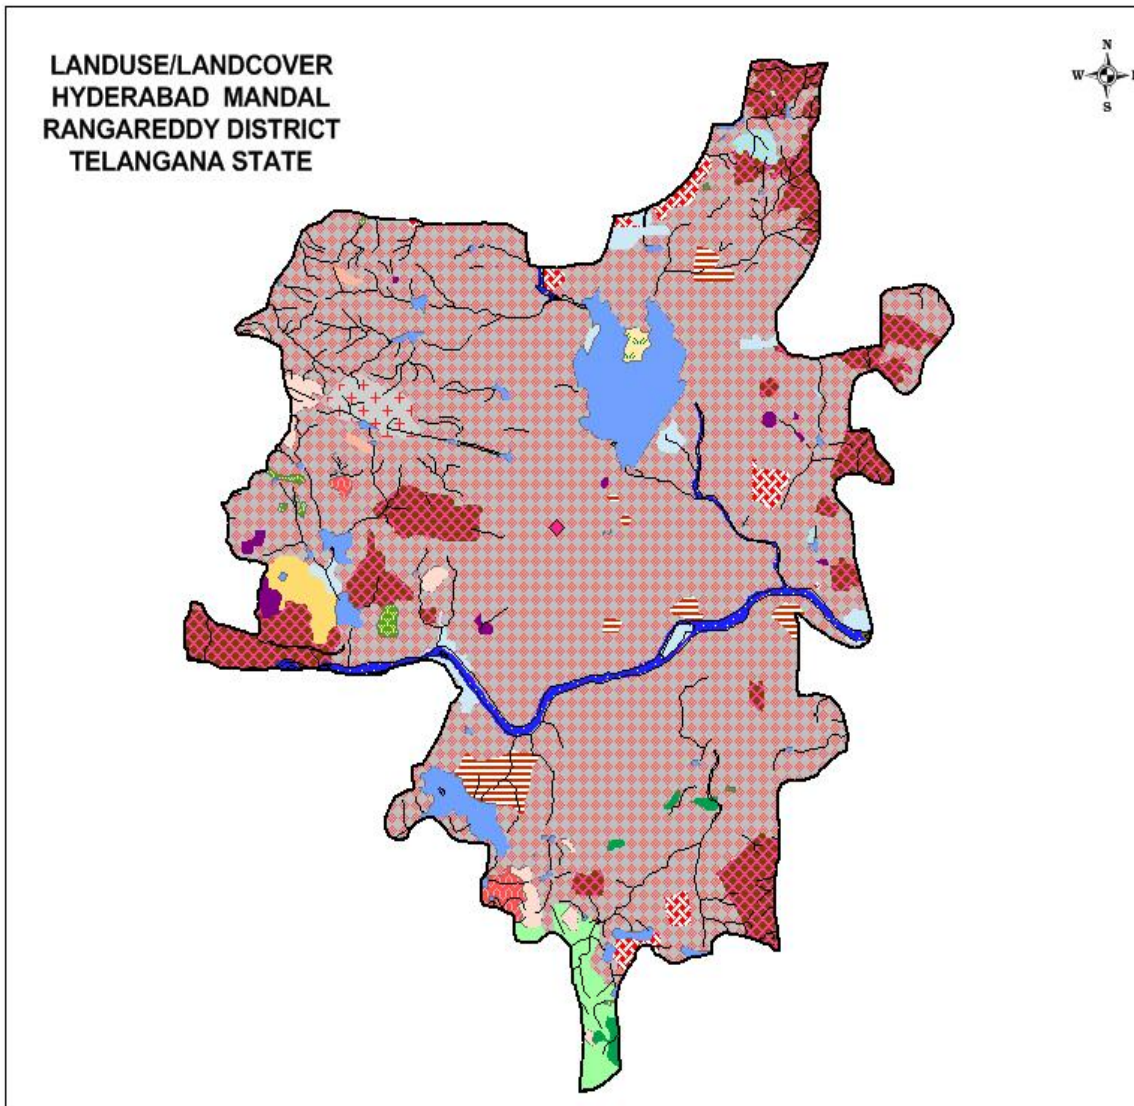 LANDUSE/LANDCOVER
HYDERABAD MANDAL
RANGAREDDY DISTRICT
TELANGANA STATE
N
W
S